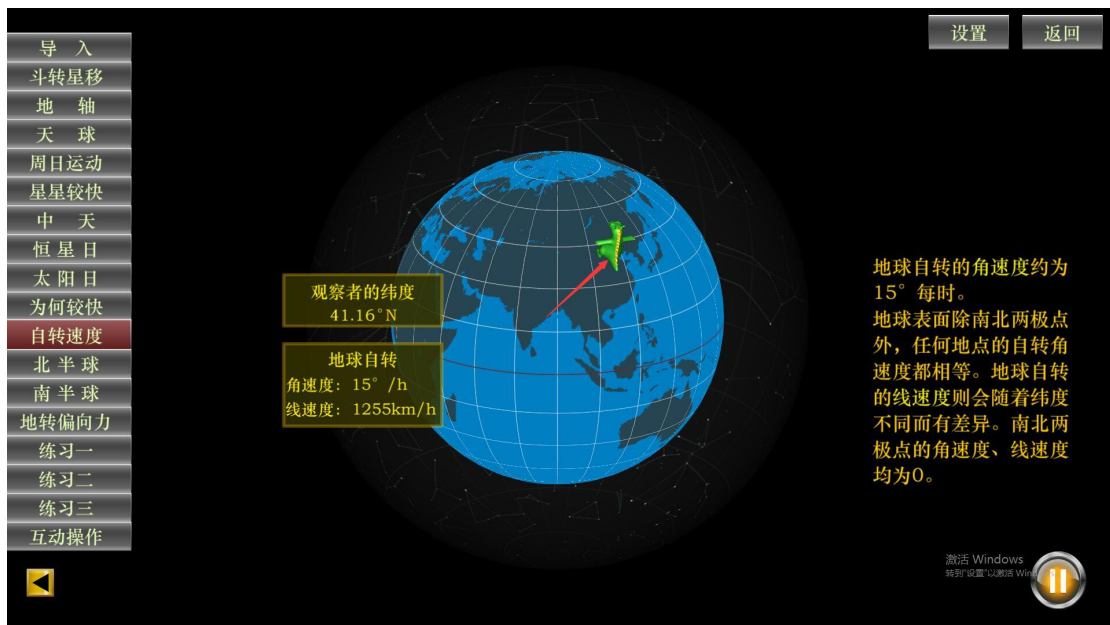 设置
返回
导 入
斗转星移
地 轴
天 球
周日运动
星星较快
中 天
恒 星 日
太 阳 日
为何较快
自转速度
北 半 球
南 半 球
地转偏向力
练习一
练习二
练习三
互动操作
观察者的纬度
41.16°N
地球自转
角速度：15°/h
线速度：1255km/h
地球自转的角速度约为
15° 每时。
地球表面除南北两极点
外，任何地点的自转角
速度都相等。地球自转
的线速度则会随着纬度
不同而有差异。南北两
极点的角速度、线速度
均为0。
激活 Windows
转到"设置"以激活 Win